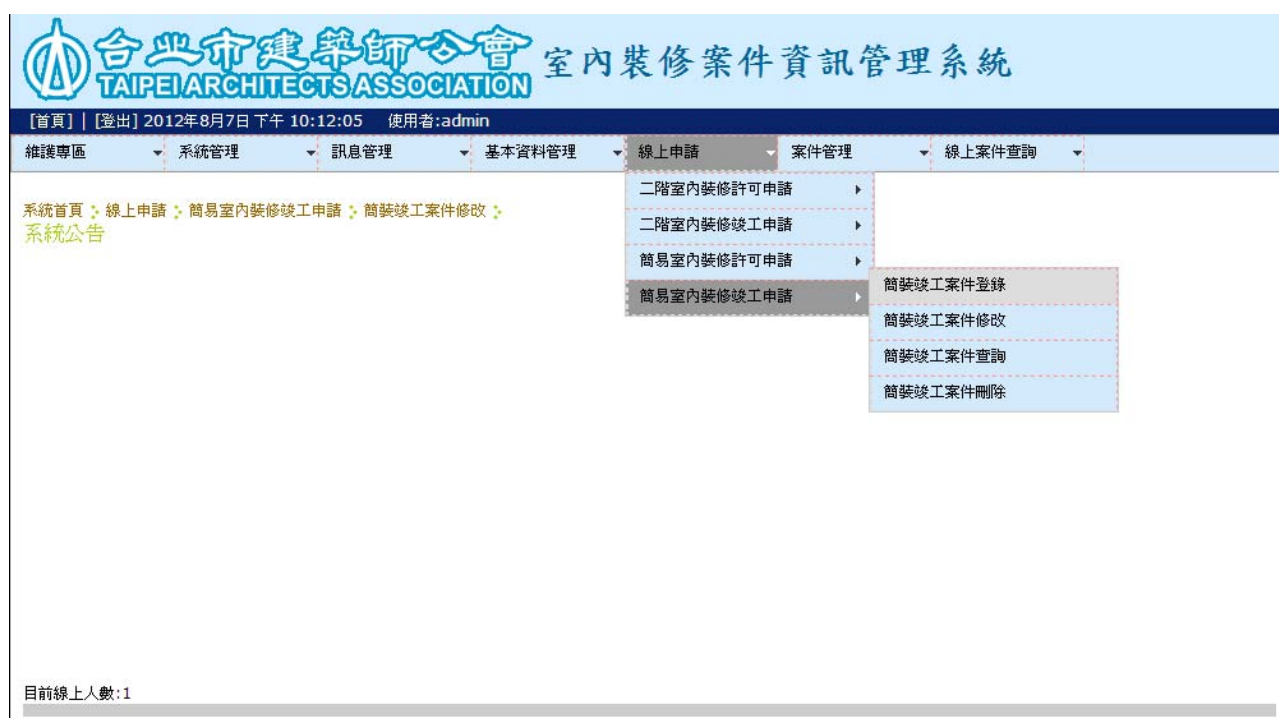 台北市建築師公會 室內裝修案件資訊管理系統
TAIPEI ARCHITECTS ASSOCIATION
[首頁] | [登出] 2012年8月7日 下午 10:12:05 使用者:admin
維護專區 系統管理 訊息管理 基本資料管理 線上申請 案件管理 線上案件查詢
二階室內裝修許可申請
系統首頁 : 線上申請 : 簡易室內裝修竣工申請 : 簡裝竣工案件修改 :
系統公告
二階室內裝修竣工申請
簡易室內裝修許可申請
簡易室內裝修竣工申請
簡裝竣工案件登錄
簡裝竣工案件修改
簡裝竣工案件查詢
簡裝竣工案件刪除
目前線上人數:1